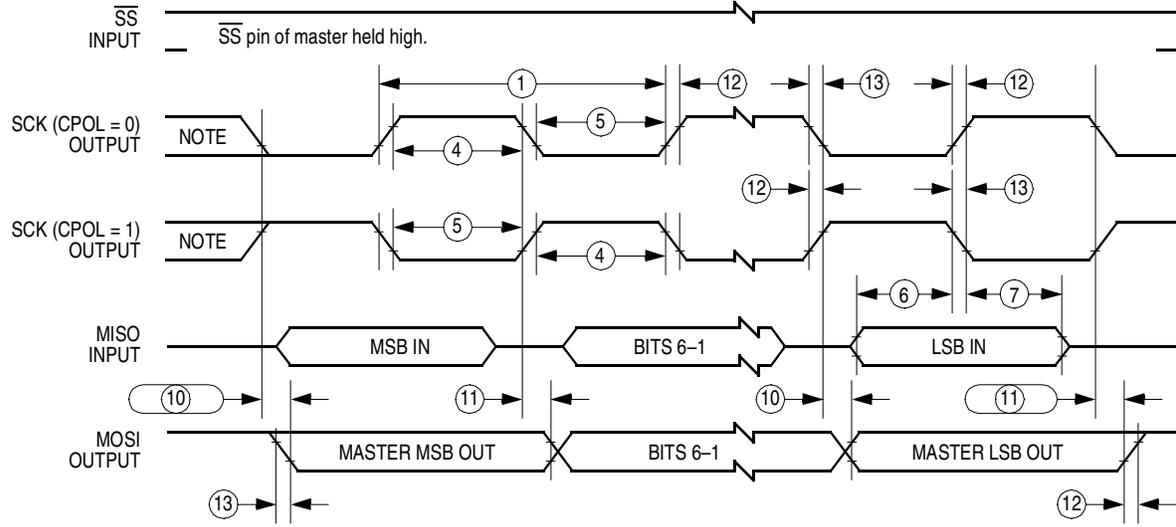 SS
INPUT
SS pin of master held high.
1
12
13
12
SCK (CPOL = 0)
OUTPUT
NOTE
5
4
12
13
SCK (CPOL = 1)
OUTPUT
NOTE
5
4
6
7
MISO
INPUT
MSB IN
BITS 6–1
LSB IN
10
11
10
11
MOSI
OUTPUT
MASTER MSB OUT
BITS 6–1
MASTER LSB OUT
13
12